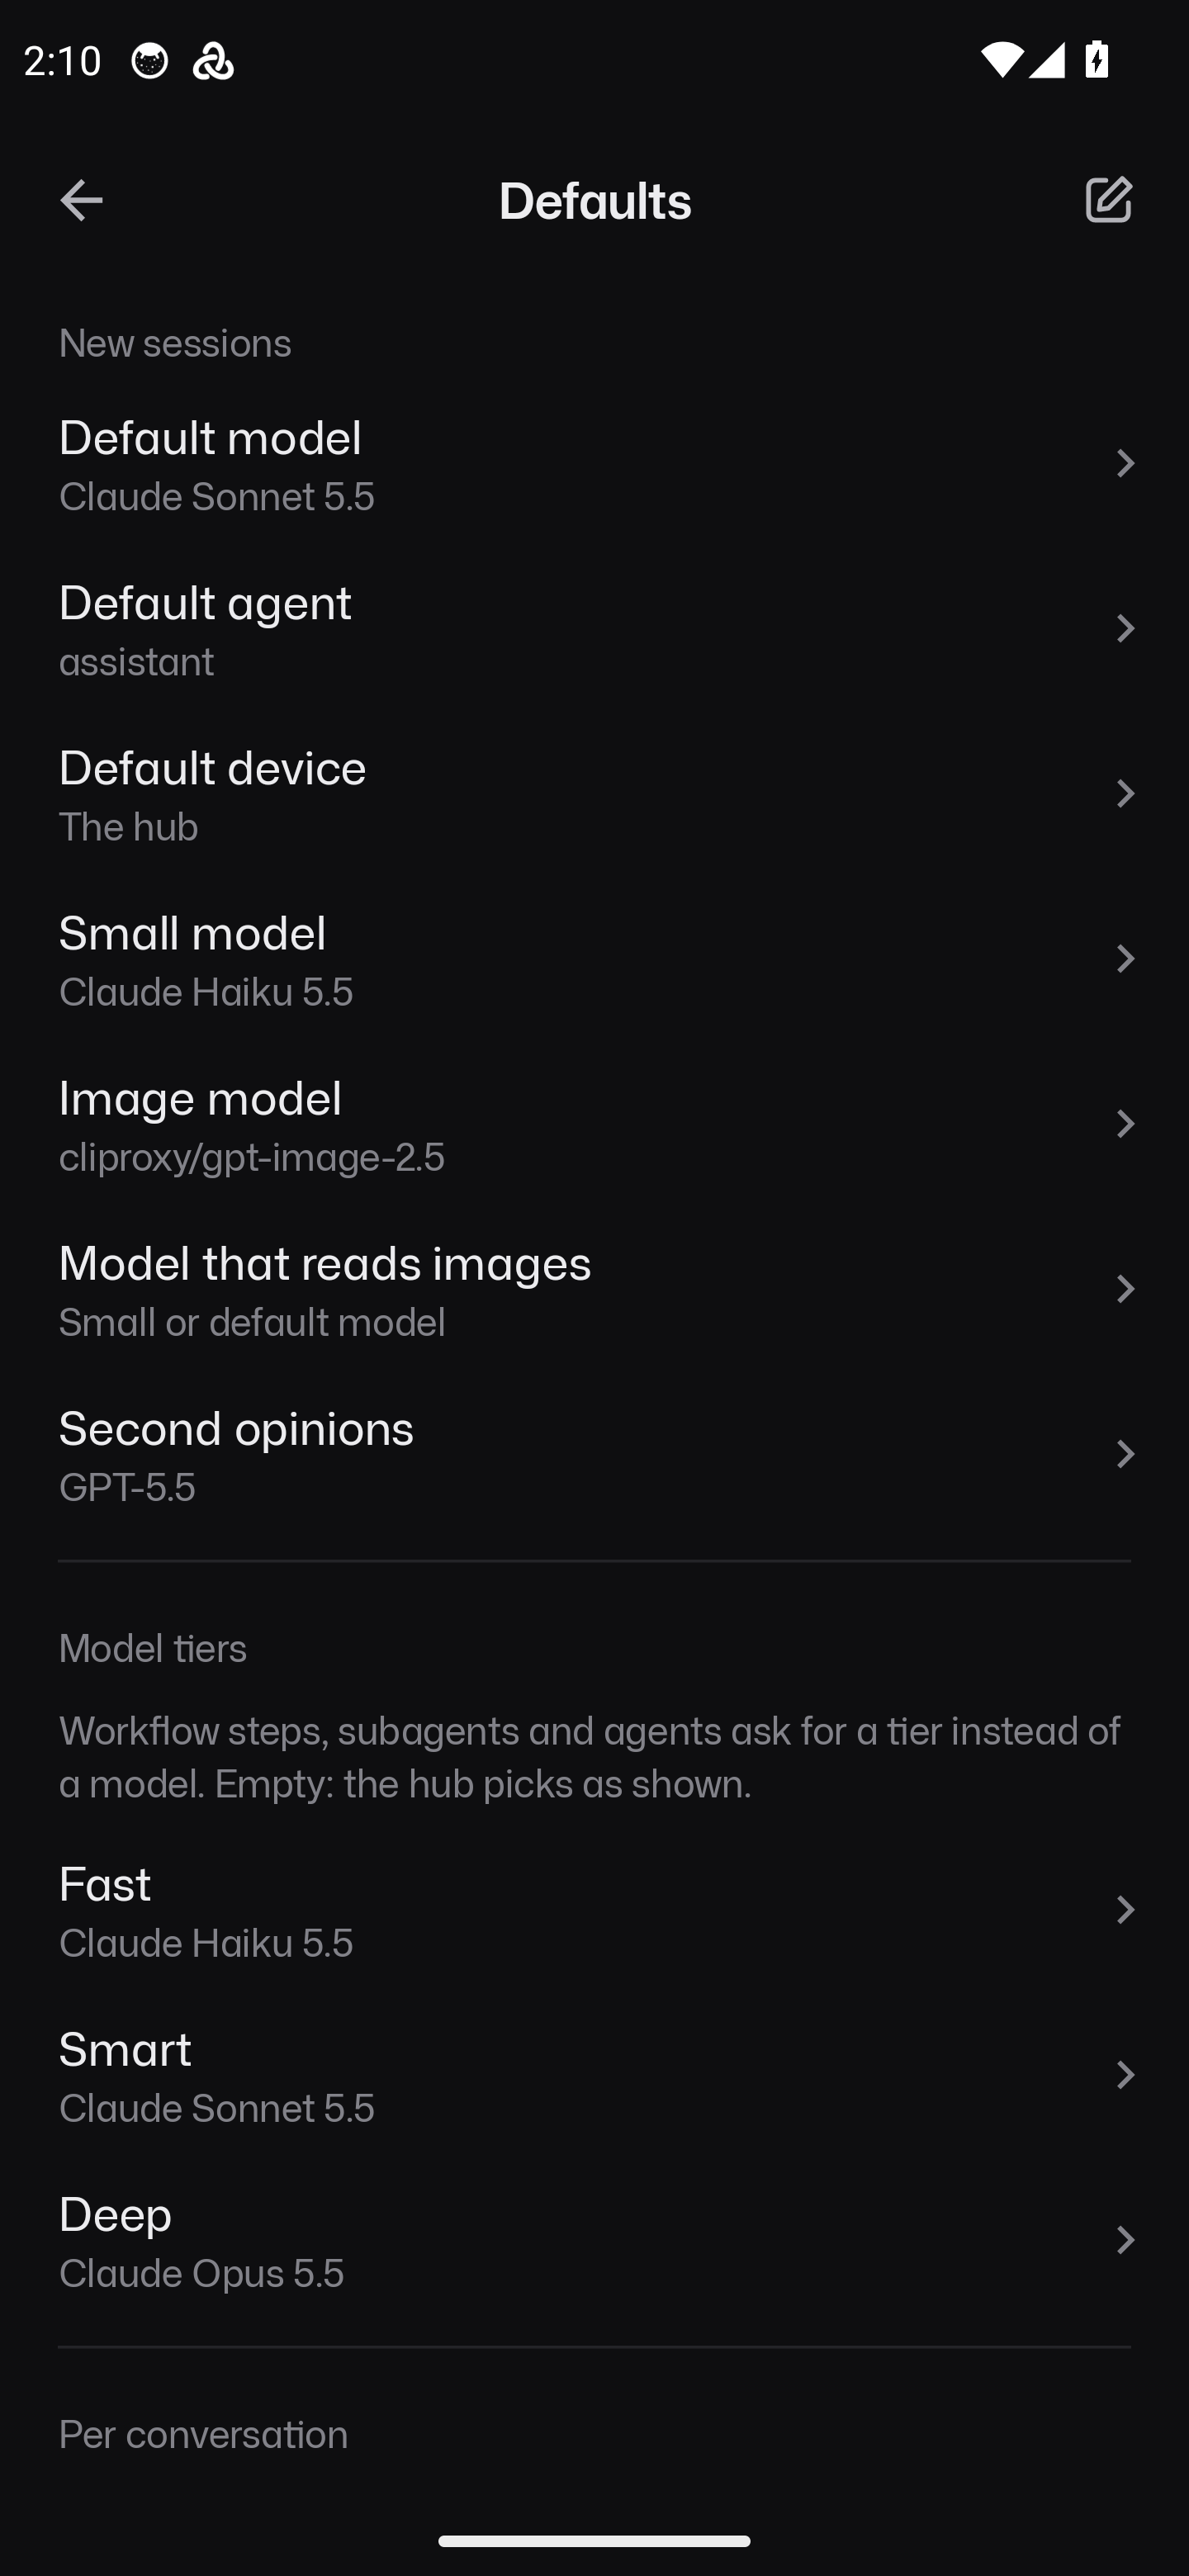 2:10
Defaults
New sessions
Default model
Claude Sonnet 5.5
Default agent
assistant
Default device
The hub
Small model
Claude Haiku 5.5
Image model
cliproxy/gpt-image-2.5
Model that reads images
Small or default model
Second opinions
GPT-5.5
Model tiers
Workflow steps, subagents and agents ask for a tier instead of
a model. Empty: the hub picks as shown.
Fast
Claude Haiku 5.5
Smart
Claude Sonnet 5.5
Deep
Claude Opus 5.5
Per conversation